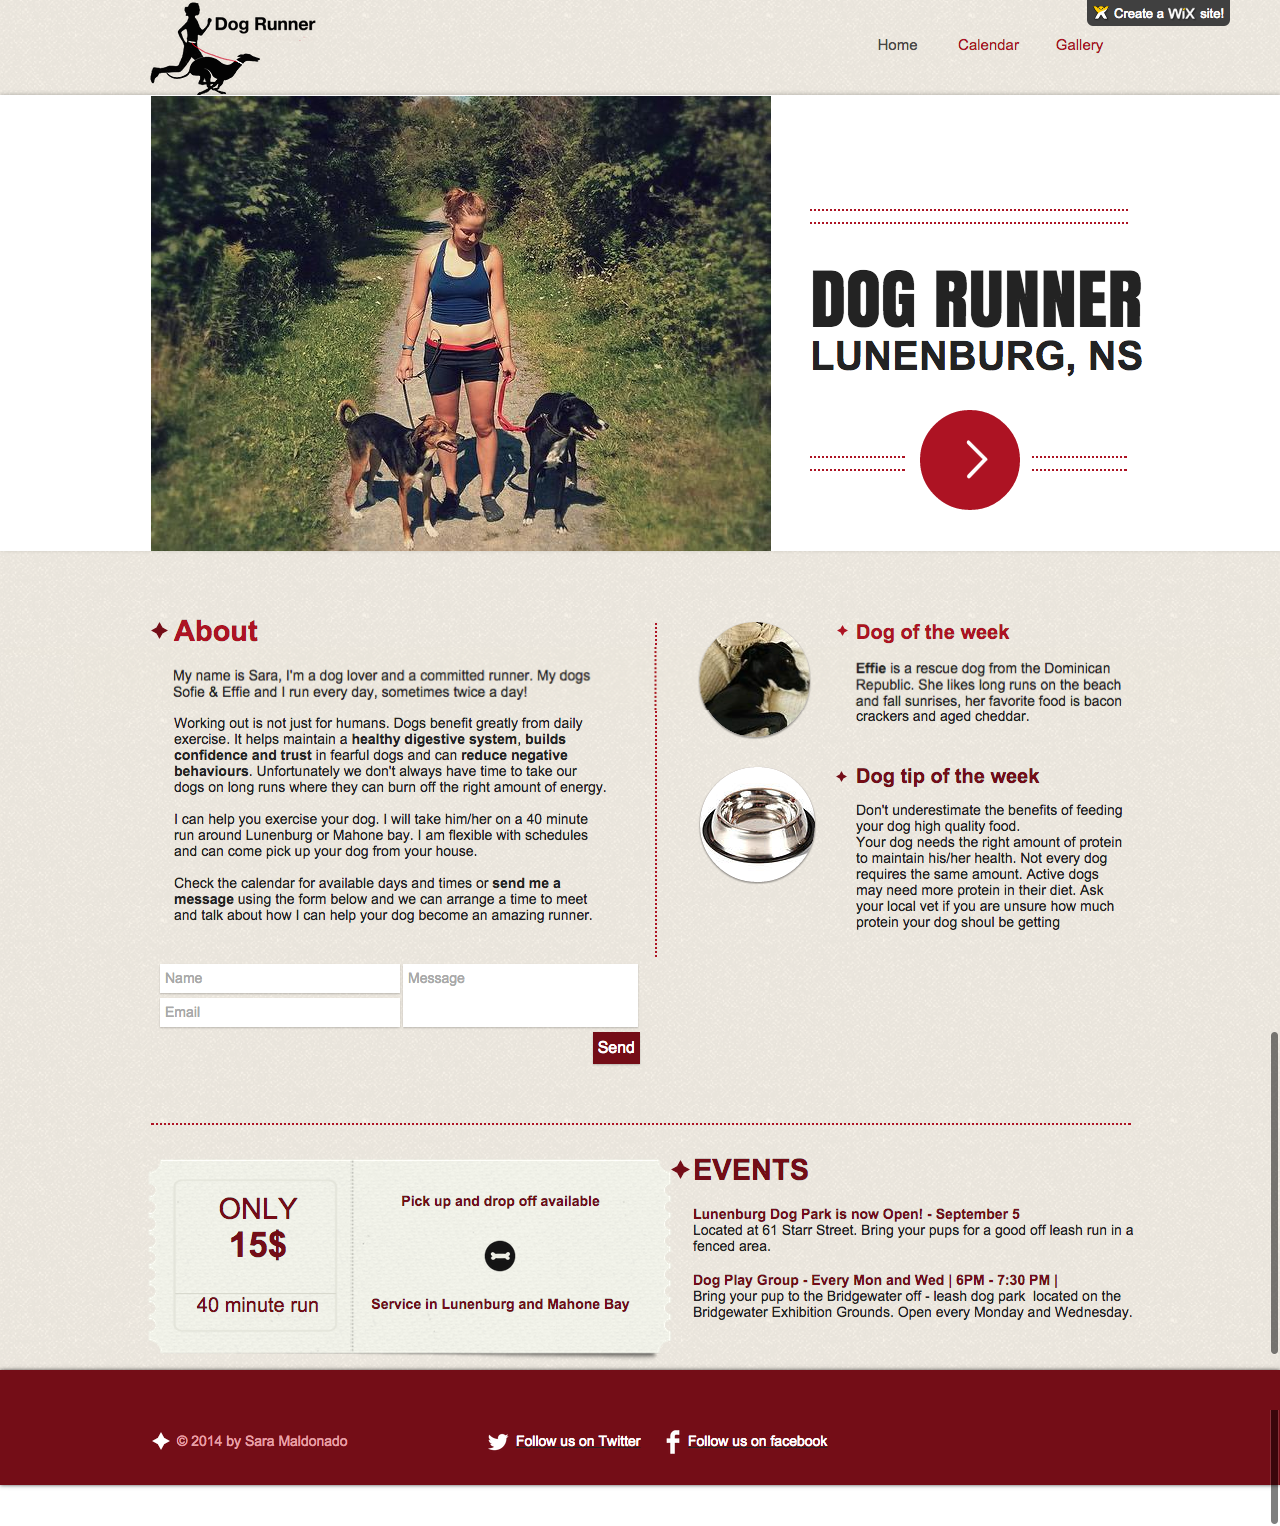 Create a WiX site!
Dog Runner
Home Calendar Gallery
DOG RUNNER
LUNENBURG, NS
About
My name is Sara, I'm a dog lover and a committed runner. My dogs
Sofie & Effie and I run every day, sometimes twice a day!
Working out is not just for humans. Dogs benefit greatly from daily
exercise. It helps maintain a healthy digestive system, builds
confidence and trust in fearful dogs and can reduce negative
behaviours. Unfortunately we don't always have time to take our
dogs on long runs where they can burn off the right amount of energy.
I can help you exercise your dog. I will take him/her on a 40 minute
run around Lunenburg or Mahone bay. I am flexible with schedules
and can come pick up your dog from your house.
Check the calendar for available days and times or send me a
message using the form below and we can arrange a time to meet
and talk about how I can help your dog become an amazing runner.
Name
Email
Message
Send
Dog of the week
Effie is a rescue dog from the Dominican
Republic. She likes long runs on the beach
and fall sunrises, her favorite food is bacon
crackers and aged cheddar.
Dog tip of the week
Don't underestimate the benefits of feeding
your dog high quality food.
Your dog needs the right amount of protein
to maintain his/her health. Not every dog
requires the same amount. Active dogs
may need more protein in their diet. Ask
your local vet if you are unsure how much
protein your dog shoul be getting
ONLY
15$
40 minute run
Pick up and drop off available
Service in Lunenburg and Mahone Bay
EVENTS
Lunenburg Dog Park is now Open! - September 5
Located at 61 Starr Street. Bring your pups for a good off leash run in a
fenced area.
Dog Play Group - Every Mon and Wed | 6PM - 7:30 PM |
Bring your pup to the Bridgewater off - leash dog park  located on the
Bridgewater Exhibition Grounds. Open every Monday and Wednesday.
© 2014 by Sara Maldonado
Follow us on Twitter
Follow us on facebook